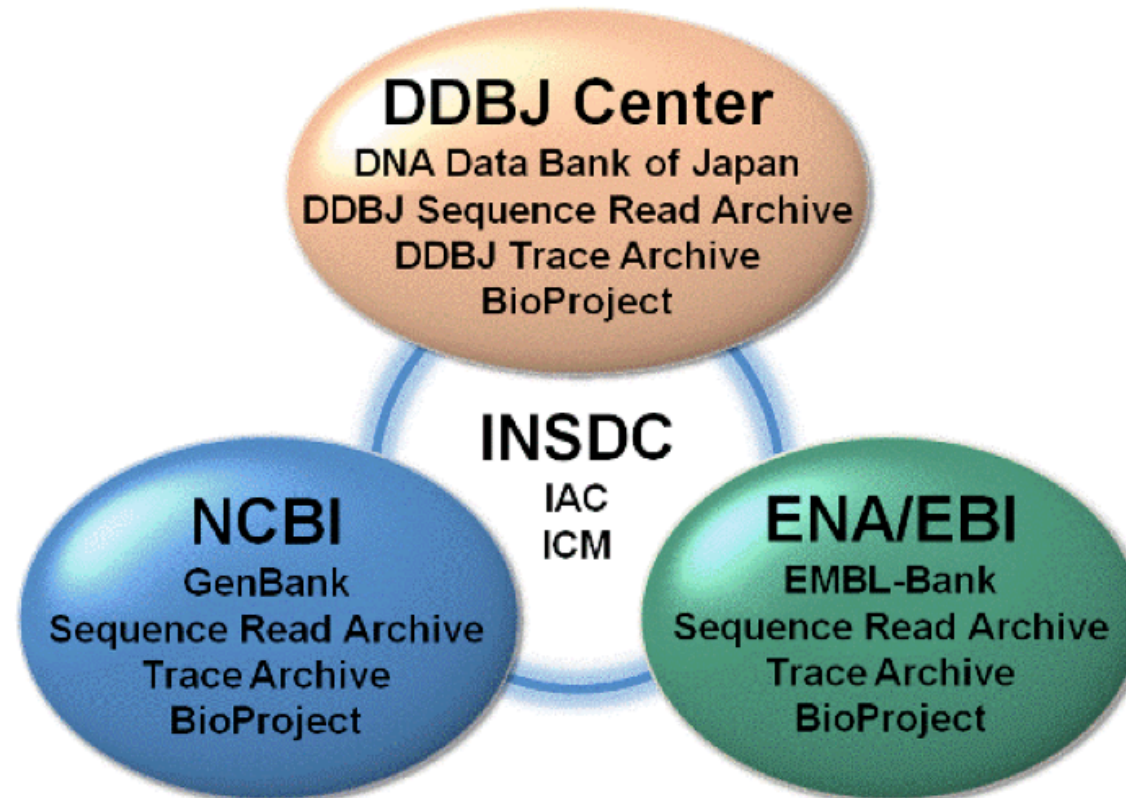 DDBJ Center
DNA Data Bank of Japan
DDBJ Sequence Read Archive
DDBJ Trace Archive
BioProject
INSDC
IAC
ICM
NCBI
GenBank
Sequence Read Archive
Trace Archive
BioProject
ENA/EBI
EMBL-Bank
Sequence Read Archive
Trace Archive
BioProject